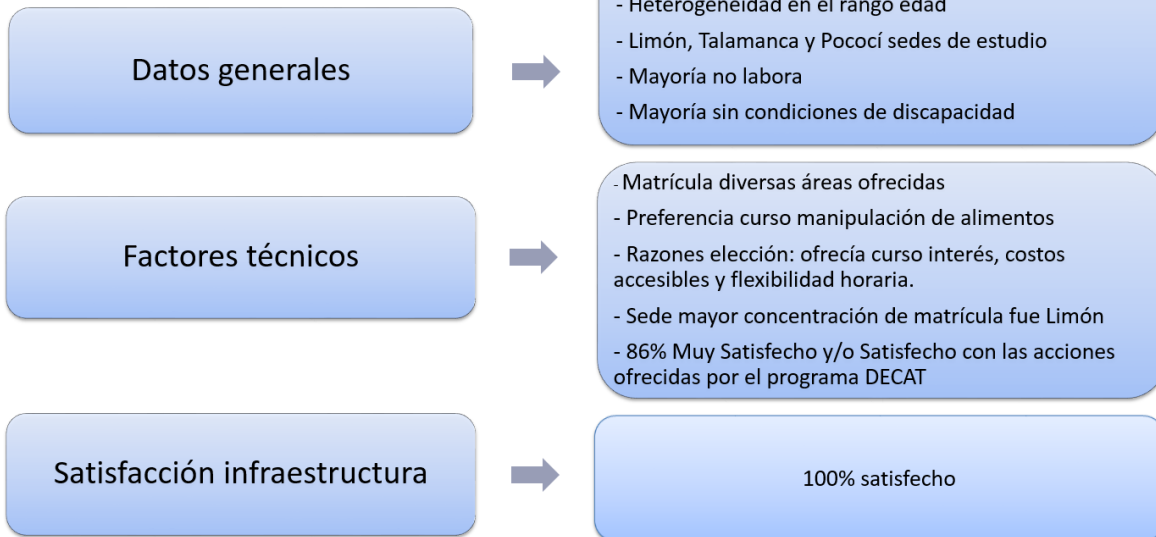 Datos generales
- Heterogeneidad en el rango edad
- Limón, Talamanca y Pococí sedes de estudio
- Mayoría no labora
- Mayoría sin condiciones de discapacidad
Factores técnicos
- Matrícula diversas áreas ofrecidas
- Preferencia curso manipulación de alimentos
- Razones elección: ofrecía curso interés, costos
accesibles y flexibilidad horaria.
- Sede mayor concentración de matrícula fue Limón
- 86% Muy Satisfecho y/o Satisfecho con las acciones
ofrecidas por el programa DECAT
Satisfacción infraestructura
100% satisfecho